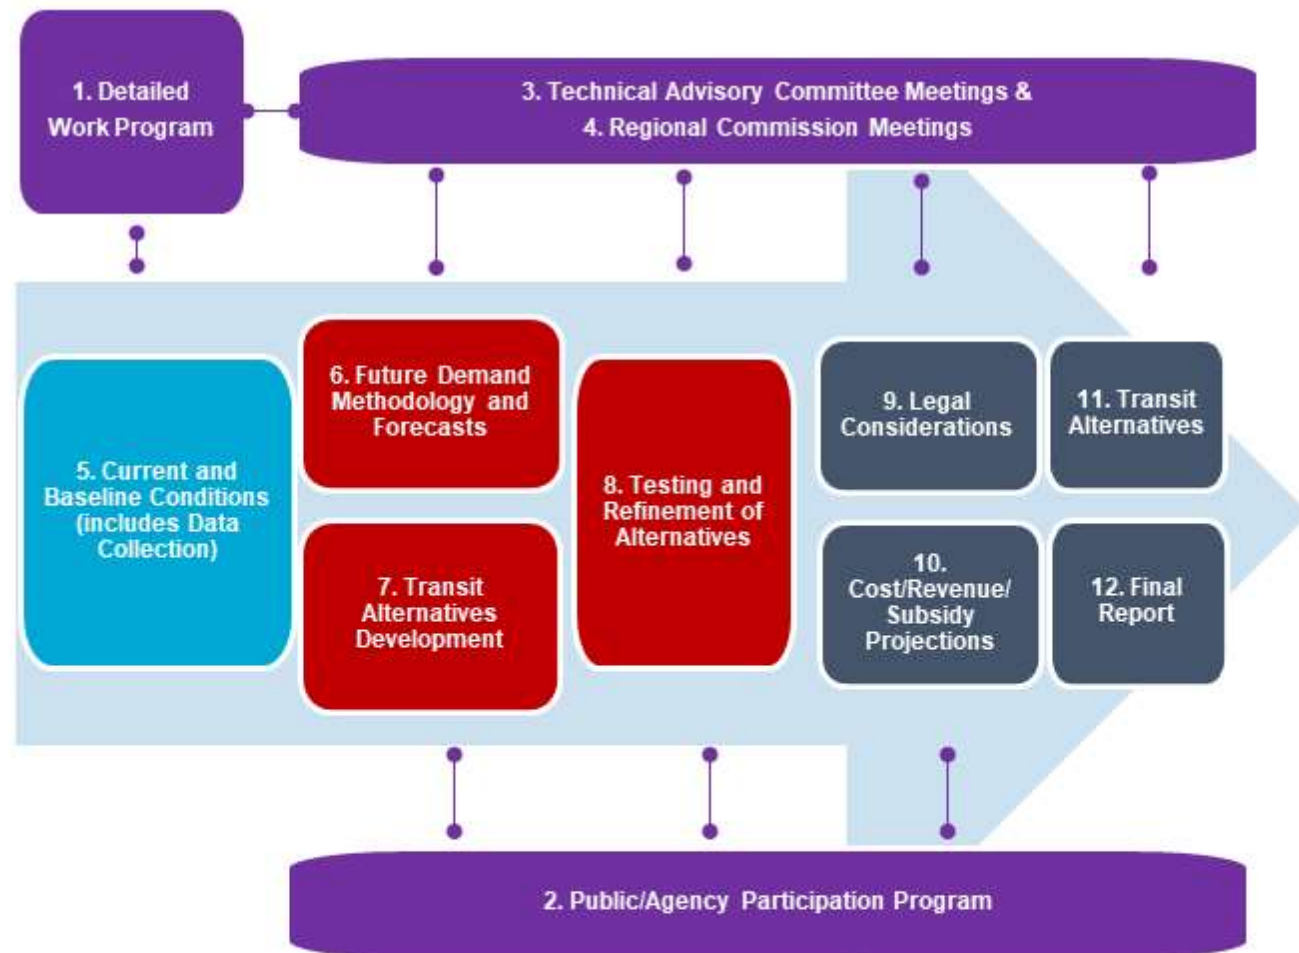 1. Detailed
Work Program
3. Technical Advisory Committee Meetings &
4. Regional Commission Meetings
5. Current and
Baseline Conditions
(includes Data
Collection)
6. Future Demand
Methodology and
Forecasts
7. Transit
Alternatives
Development
8. Testing and
Refinement of
Alternatives
9. Legal
Considerations
10.
Cost/Revenue/
Subsidy
Projections
11. Transit
Alternatives
12. Final
Report
2. Public/Agency Participation Program